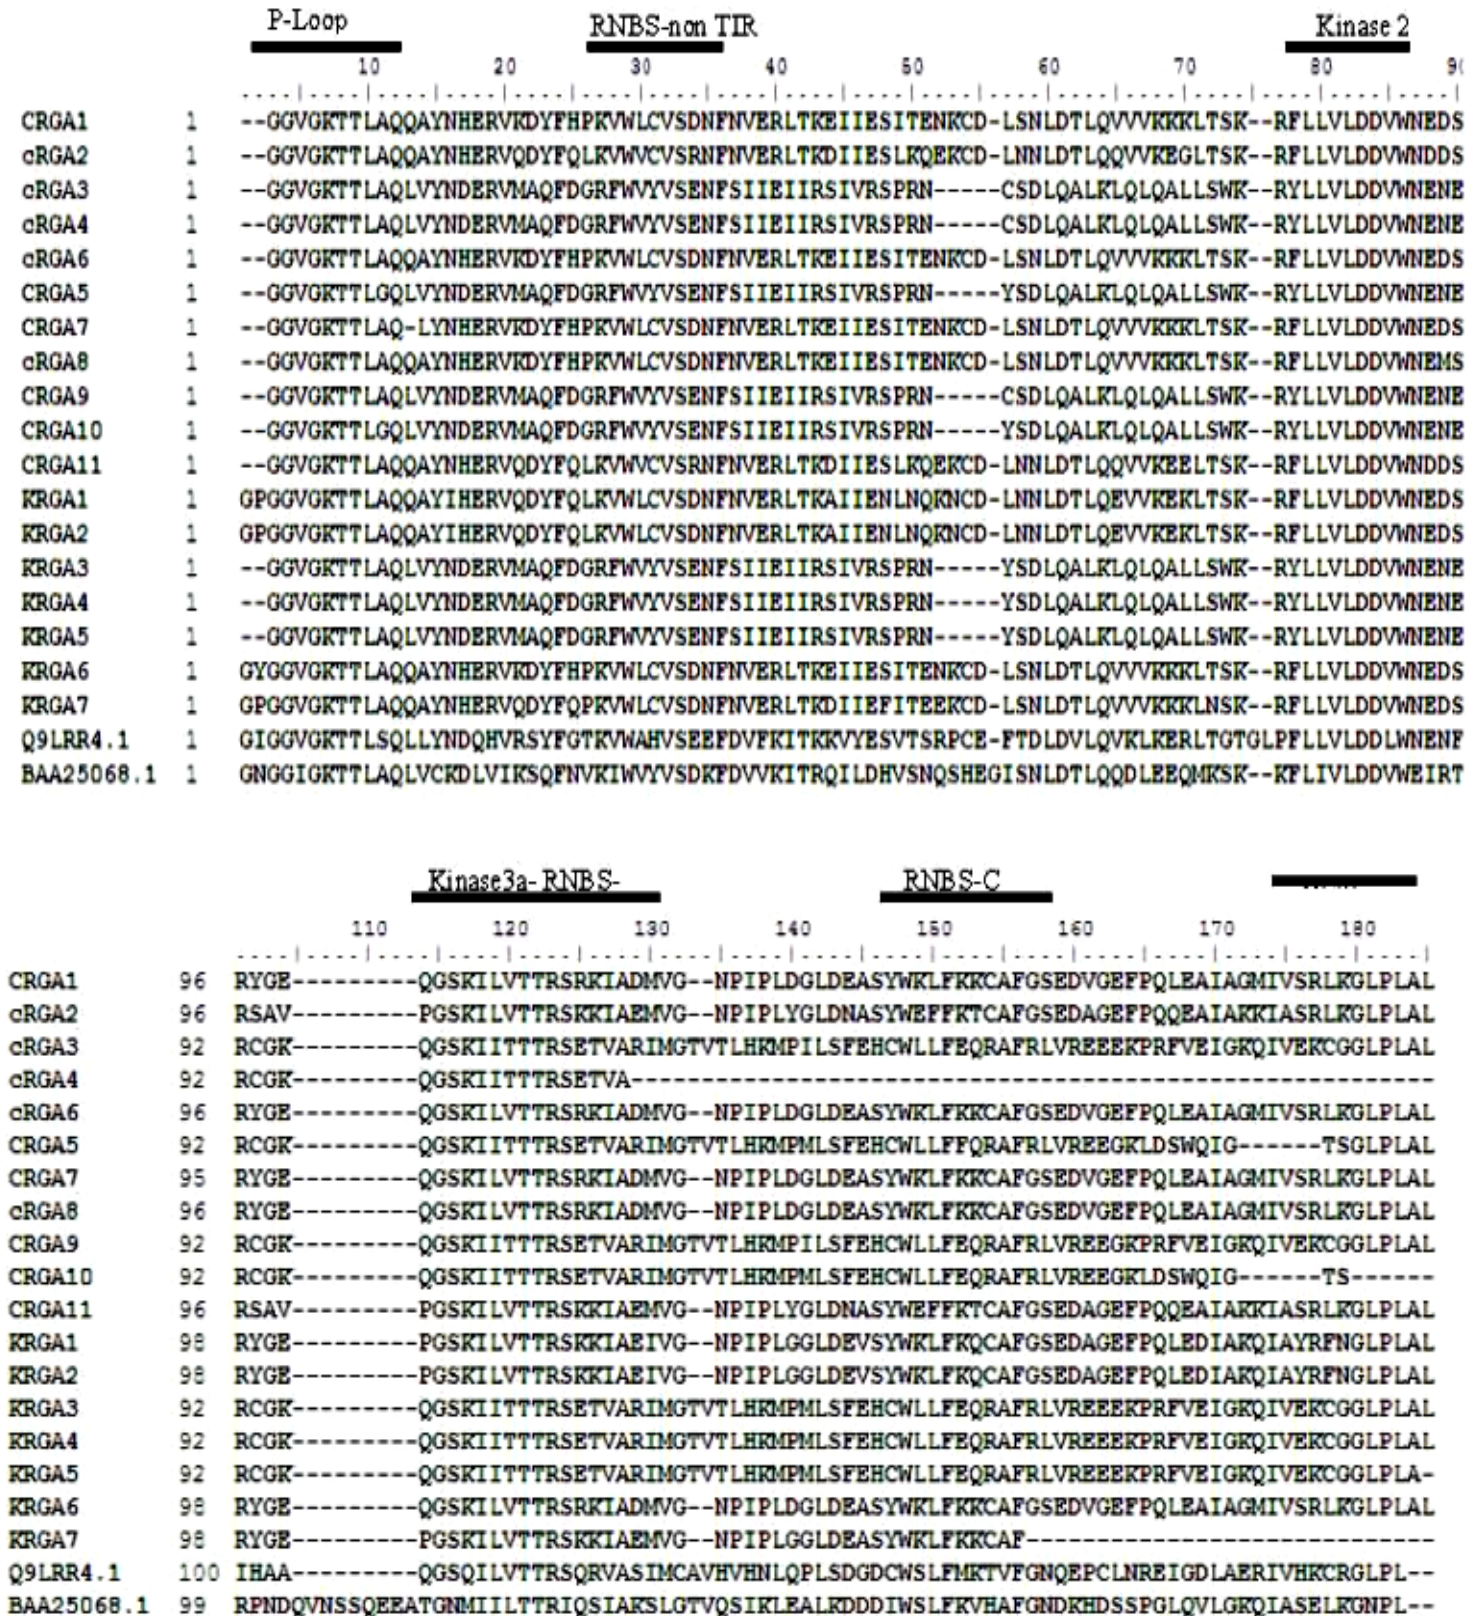 P-Loop RNBS-non TIR Kinase 2
10 20 30 40 50 60 70 80 90
CRGA1 1 --GGVGKTTLAQQAYNHERVKDYFHPKVWLCVSDNFNVERLTKEIIESITENKCD-LSNLDTLQVVVKKKLTSK--RFLLVLDDVWNEDS
cRGA2 1 --GGVGKTTLAQQAYNHERVQDYFQLKVWVCVSRNFNVERLTKDIIESLKQEKCD-LNNLDTLQQVVKEGLTSK--RFLLVLDDVWNDDS
cRGA3 1 --GGVGKTTLAQLVYNDERVMAQFDGRFWVYVSENFSIIEIIRSIVRSPRN-----CSDLQALKLQLQALLSWK--RYLLVLDDVWNENE
cRGA4 1 --GGVGKTTLAQLVYNDERVMAQFDGRFWVYVSENFSIIEIIRSIVRSPRN-----CSDLQALKLQLQALLSWK--RYLLVLDDVWNENE
cRGA6 1 --GGVGKTTLAQQAYNHERVKDYFHPKVWLCVSDNFNVERLTKEIIESITENKCD-LSNLDTLQVVVKKKLTSK--RFLLVLDDVWNEDS
CRGA5 1 --GGVGKTTLGQLVYNDERVMAQFDGRFWVYVSENFSIIEIIRSIVRSPRN-----YSDLQALKLQLQALLSWK--RYLLVLDDVWNENE
CRGA7 1 --GGVGKTTLAQ-LYNHERVKDYFHPKVWLCVSDNFNVERLTKEIIESITENKCD-LSNLDTLQVVVKKKLTSK--RFLLVLDDVWNEDS
cRGA8 1 --GGVGKTTLAQQAYNHERVKDYFHPKVWLCVSDNFNVERLTKEIIESITENKCD-LSNLDTLQVVVKKKLTSK--RFLLVLDDVWNEMS
CRGA9 1 --GGVGKTTLAQLVYNDERVMAQFDGRFWVYVSENFSIIEIIRSIVRSPRN-----CSDLQALKLQLQALLSWK--RYLLVLDDVWNENE
CRGA10 1 --GGVGKTTLGQLVYNDERVMAQFDGRFWVYVSENFSIIEIIRSIVRSPRN-----YSDLQALKLQLQALLSWK--RYLLVLDDVWNENE
CRGA11 1 --GGVGKTTLAQQAYNHERVQDYFQLKVWVCVSRNFNVERLTKDIIESLKQEKCD-LNNLDTLQQVVKEELTSK--RFLLVLDDVWNDDS
KRGA1 1 GPGGVGKTTLAQQAYIHERVQDYFQLKVWLCVSDNFNVERLTKAIIENLNQKNCD-LNNLDTLQEVVKEKLTSK--RFLLVLDDVWNEDS
KRGA2 1 GPGGVGKTTLAQQAYIHERVQDYFQLKVWLCVSDNFNVERLTKAIIENLNQKNCD-LNNLDTLQEVVKEKLTSK--RFLLVLDDVWNEDS
KRGA3 1 --GGVGKTTLAQLVYNDERVMAQFDGRFWVYVSENFSIIEIIRSIVRSPRN-----YSDLQALKLQLQALLSWK--RYLLVLDDVWNENE
KRGA4 1 --GGVGKTTLAQLVYNDERVMAQFDGRFWVYVSENFSIIEIIRSIVRSPRN-----YSDLQALKLQLQALLSWK--RYLLVLDDVWNENE
KRGA5 1 --GGVGKTTLAQLVYNDERVMAQFDGRFWVYVSENFSIIEIIRSIVRSPRN-----YSDLQALKLQLQALLSWK--RYLLVLDDVWNENE
KRGA6 1 GYGGVGKTTLAQQAYNHERVKDYFHPKVWLCVSDNFNVERLTKEIIESITENKCD-LSNLDTLQVVVKKKLTSK--RFLLVLDDVWNEDS
KRGA7 1 GPGGVGKTTLAQQAYNHERVQDYFQPKVWLCVSDNFNVERLTKDIIEFITEEKCD-LSNLDTLQVVVKKKLNSK--RFLLVLDDVWNEDS
Q9LRR4.1 1 GIGGVGKTTLSQLLYNDQHVRSYFGTKVWAHVSEEFDVFKITKKVYESVTSRPCE-FTDLDVLQVKLKERLTGTGLPFLLVLDDLWNENF
BAA25068.1 1 GNGGIGKTTLAQLVCKDLVIKSQFNVKIWVYVSDKFDVVKITRQILDHVSNQSHEGISNLDTLQQDLEEQMKSK--KFLIVLDDVWEIRT
Kinase3a- RNBS- RNBS-C
110 120 130 140 150 160 170 180
CRGA1 96 RYGE---------QGSKILVTTRSRKIADMVG--NPIPLDGLDEASYWKLFKKCAFGSEDVGEFPQLEAIAGMIVSRLKGLPLAL
cRGA2 96 RSAV---------PGSKILVTTRSKKIAEMVG--NPIPLYGLDNASYWEFFKTCAFGSEDAGEFPQQEAIAKKIASRLKGLPLAL
cRGA3 92 RCGK---------QGSKIITTTRSETVARIMGTVTLHKMPILSFEHCWLLFEQRAFRLVREEEKPRFVEIGKQIVEKCGGLPLAL
cRGA4 92 RCGK---------QGSKIITTTRSETVA---------------------------------------------------------
cRGA6 96 RYGE---------QGSKILVTTRSRKIADMVG--NPIPLDGLDEASYWKLFKKCAFGSEDVGEFPQLEAIAGMIVSRLKGLPLAL
CRGA5 92 RCGK---------QGSKIITTTRSETVARIMGTVTLHKMPMLSFEHCWLLFFQRAFRLVREEGKLDSWQIG------TSGLPLAL
CRGA7 95 RYGE---------QGSKILVTTRSRKIADMVG--NPIPLDGLDEASYWKLFKKCAFGSEDVGEFPQLEAIAGMIVSRLKGLPLAL
cRGA8 96 RYGE---------QGSKILVTTRSRKIADMVG--NPIPLDGLDEASYWKLFKKCAFGSEDVGEFPQLEAIAGMIVSRLKGLPLAL
CRGA9 92 RCGK---------QGSKIITTTRSETVARIMGTVTLHKMPILSFEHCWLLFEQRAFRLVREEGKPRFVEIGKQIVEKCGGLPLAL
CRGA10 92 RCGK---------QGSKIITTTRSETVARIMGTVTLHKMPMLSFEHCWLLFEQRAFRLVREEGKLDSWQIG------TS------
CRGA11 96 RSAV---------PGSKILVTTRSKKIAEMVG--NPIPLYGLDNASYWEFFKTCAFGSEDAGEFPQQEAIAKKIASRLKGLPLAL
KRGA1 98 RYGE---------PGSKILVTTRSKKIAEIVG--NPIPLGGLDEVSYWKLFKQCAFGSEDAGEFPQLEDIAKQIAYRFNGLPLAL
KRGA2 98 RYGE---------PGSKILVTTRSKKIAEIVG--NPIPLGGLDEVSYWKLFKQCAFGSEDAGEFPQLEDIAKQIAYRFNGLPLAL
KRGA3 92 RCGK---------QGSKIITTTRSETVARIMGTVTLHKMPMLSFEHCWLLFEQRAFRLVREEEKPRFVEIGKQIVEKCGGLPLAL
KRGA4 92 RCGK---------QGSKIITTTRSETVARIMGTVTLHKMPMLSFEHCWLLFEQRAFRLVREEEKPRFVEIGKQIVEKCGGLPLAL
KRGA5 92 RCGK---------QGSKIITTTRSETVARIMGTVTLHKMPMLSFEHCWLLFEQRAFRLVREEEKPRFVEIGKQIVEKCGGLPLA-
KRGA6 98 RYGE---------QGSKILVTTRSRKIADMVG--NPIPLDGLDEASYWKLFKKCAFGSEDVGEFPQLEAIAGMIVSRLKGLPLAL
KRGA7 98 RYGE---------PGSKILVTTRSKKIAEMVG--NPIPLGGLDEASYWKLFKKCAF-----------------------------
Q9LRR4.1 100 IHAA---------QGSQILVTTRSQRVASIMCAVHVHNLQPLSDGDCWSLFMKTVFGNQEPCLNREIGDLAERIVHKCRGLPL--
BAA25068.1 99 RPNDQVNSSQEEATGNMIILTTRIQSIAKSLGTVQSIKLEALKDDDIWSLFKVHAFGNDKHDSSPGLQVLGKQIASELKGNPL--